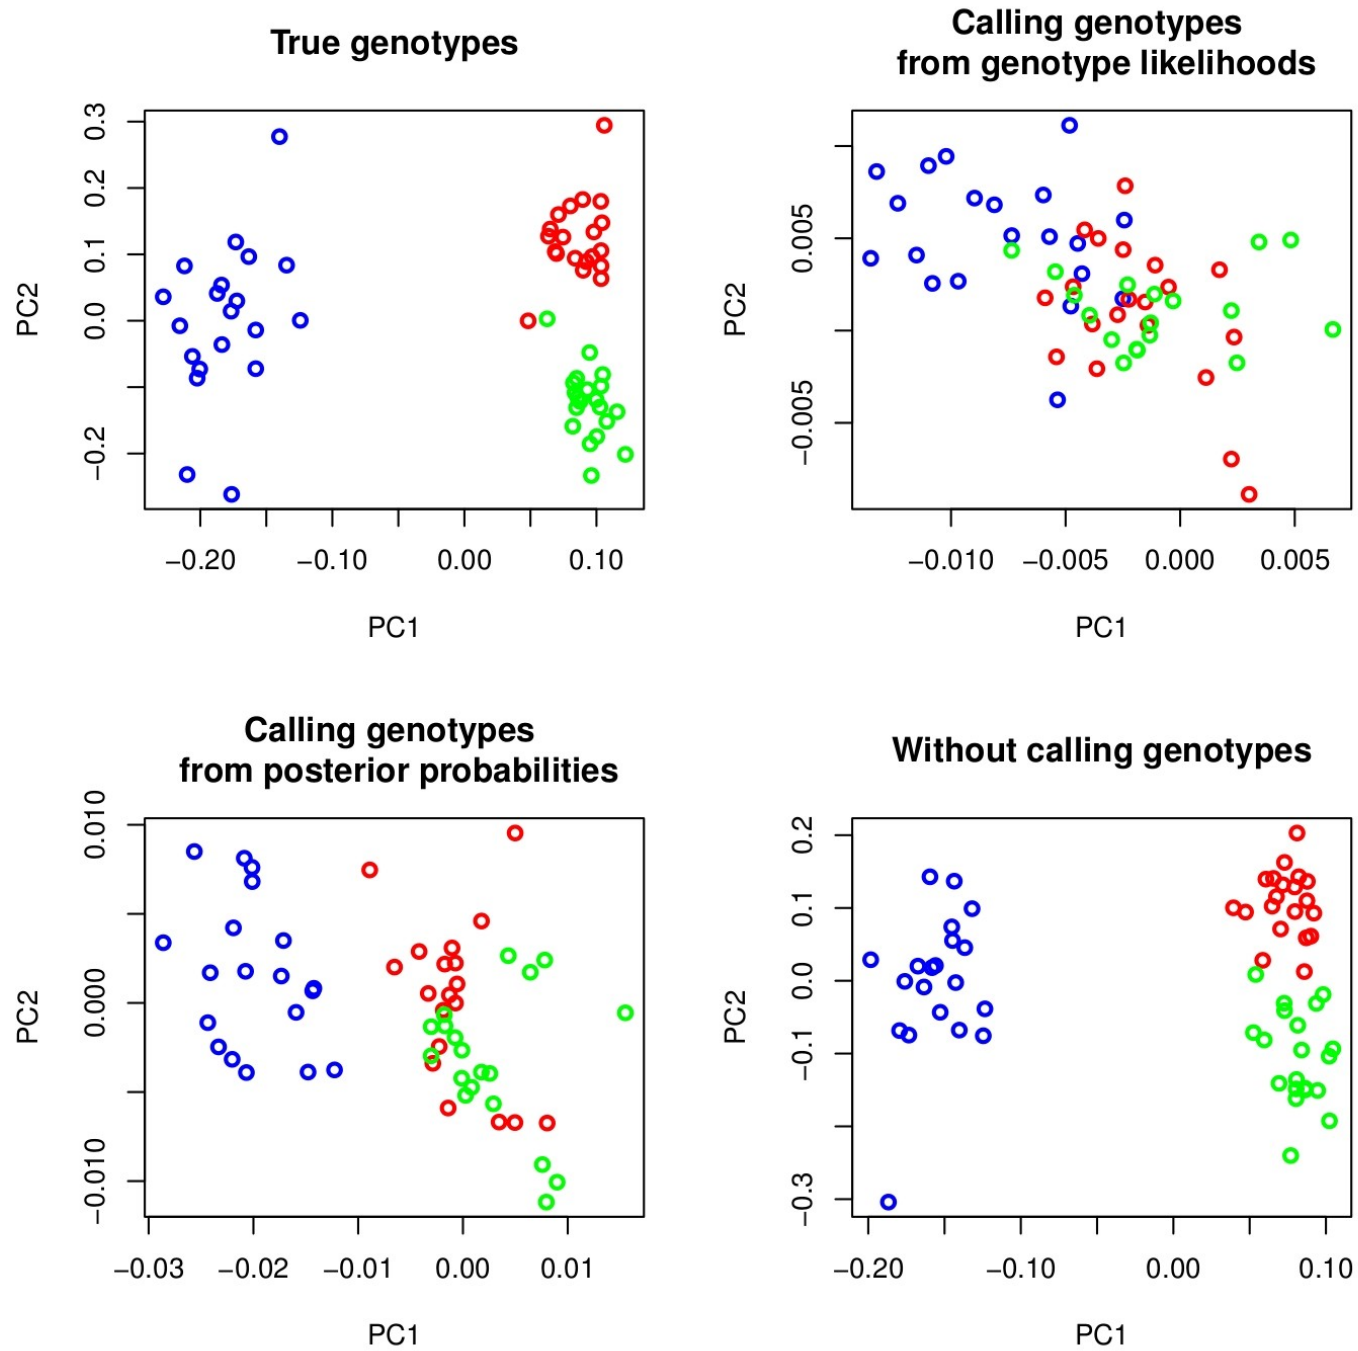 True genotypes
0.3
0.2
0.1
0.0
−0.2
PC2
−0.20
−0.10
0.00
0.10
PC1
Calling genotypes
from genotype likelihoods
0.005
−0.005
PC2
−0.010
−0.005
0.000
0.005
PC1
Calling genotypes
from posterior probabilities
0.010
0.000
−0.010
PC2
−0.03
−0.02
−0.01
0.00
0.01
PC1
Without calling genotypes
0.2
0.1
0.0
−0.1
−0.3
PC2
−0.20
−0.10
0.00
0.10
PC1